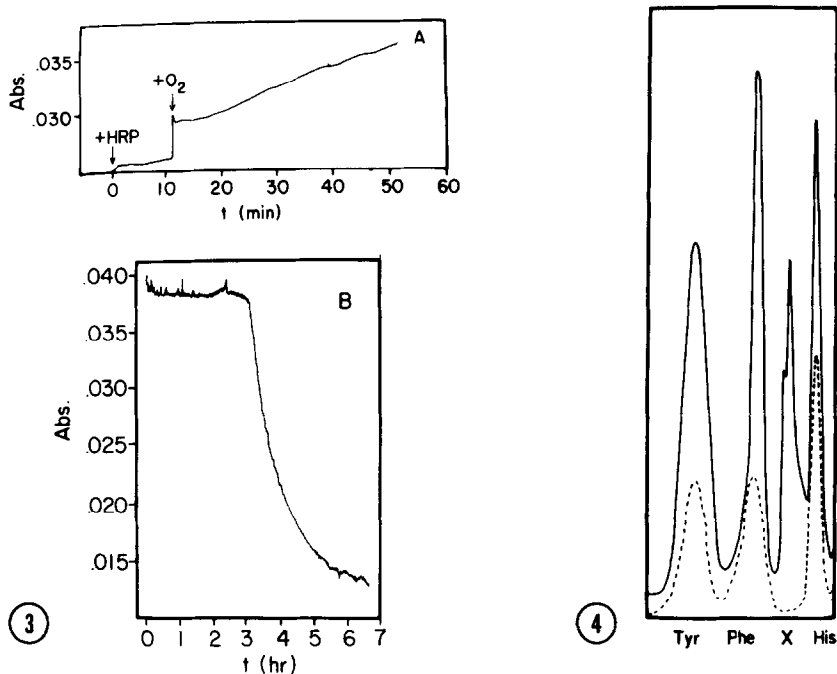 A
Abs.
.035
.030
+HRP
+O₂
0 10 20 30 40 50 60
t (min)
B
Abs.
.040
.035
.030
.025
.020
.015
0 1 2 3 4 5 6 7
t (hr)
3
4
Tyr Phe X His